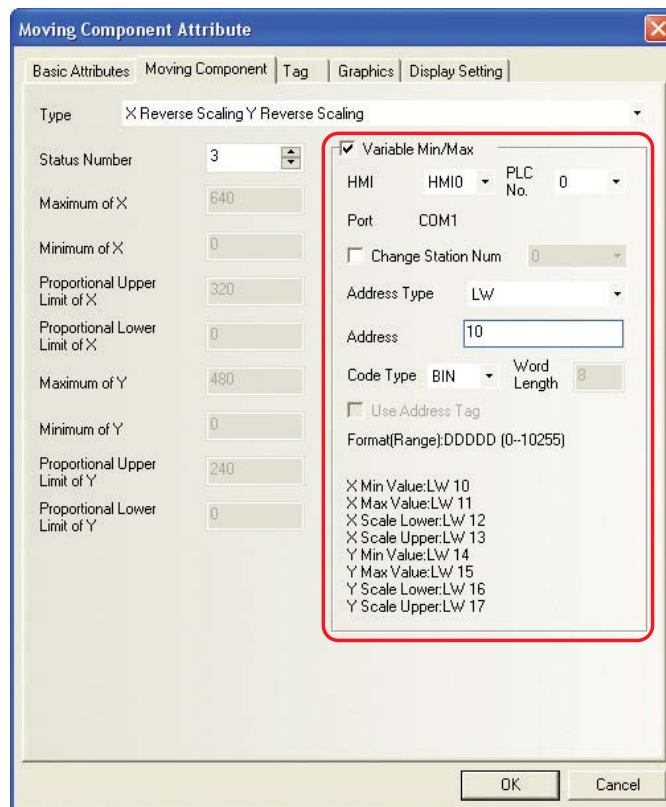 Moving Component Attribute
Basic Attributes Moving Component Tag Graphics Display Setting
Type X Reverse Scaling Y Reverse Scaling
Status Number 3
Maximum of X 640
Minimum of X 0
Proportional Upper
Limit of X 320
Proportional Lower
Limit of X 0
Maximum of Y 480
Minimum of Y 0
Proportional Upper
Limit of Y 240
Proportional Lower
Limit of Y 0
Variable Min/Max
HMI HMI0 PLC
No. 0
Port COM1
Change Station Num 0
Address Type LW
Address 10
Code Type BIN Word
Length 8
Use Address Tag
Format(Range):DDDDD (0--10255)
X Min Value:LW 10
X Max Value:LW 11
X Scale Lower:LW 12
X Scale Upper:LW 13
Y Min Value:LW 14
Y Max Value:LW 15
Y Scale Lower:LW 16
Y Scale Upper:LW 17
OK Cancel